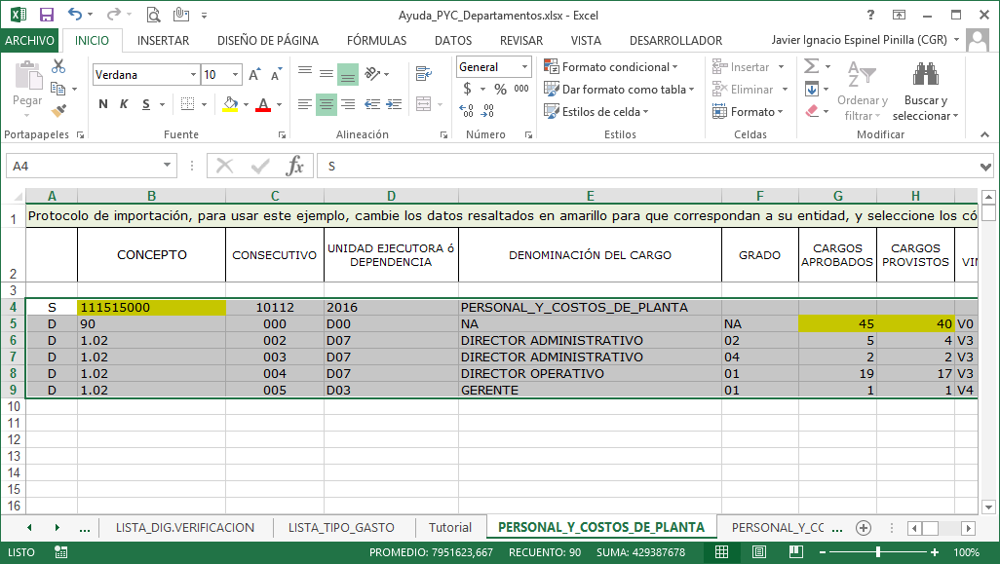 Ayuda_PYC_Departamentos.xlsx - Excel
ARCHIVO INICIO INSERTAR DISEÑO DE PÁGINA FÓRMULAS DATOS REVISAR VISTA DESARROLLADOR Javier Ignacio Espinel Pinilla (CGR)
Pegar
Verdana 10
N K S
General
$ % 000
Formato condicional
Dar formato como tabla
Estilos de celda
Insertar
Eliminar
Formato
Ordenar y filtrar
Buscar y seleccionar
Portapapeles Fuente Alineación Número Estilos Celdas Modificar
A4 fx S
A B C D E F G H
1 Protocolo de importación, para usar este ejemplo, cambie los datos resaltados en amarillo para que correspondan a su entidad, y seleccione los có
2 CONCEPTO CONSECUTIVO UNIDAD EJECUTORA ó DEPENDENCIA DENOMINACIÓN DEL CARGO GRADO CARGOS APROBADOS CARGOS PROVISTOS VIN
3
4 S 111515000 10112 2016 PERSONAL_Y_COSTOS_DE_PLANTA
5 D 90 000 D00 NA NA 45 40 V0
6 D 1.02 002 D07 DIRECTOR ADMINISTRATIVO 02 5 4 V3
7 D 1.02 003 D07 DIRECTOR ADMINISTRATIVO 04 2 2 V3
8 D 1.02 004 D07 DIRECTOR OPERATIVO 01 19 17 V3
9 D 1.02 005 D03 GERENTE 01 1 1 V4
10
11
12
13
14
15
16
... LISTA_DIG.VERIFICACION LISTA_TIPO_GASTO Tutorial PERSONAL_Y_COSTOS_DE_PLANTA PERSONAL_Y_CC ...
LISTO PROMEDIO: 7951623,667 RECUENTO: 90 SUMA: 429387678 100%